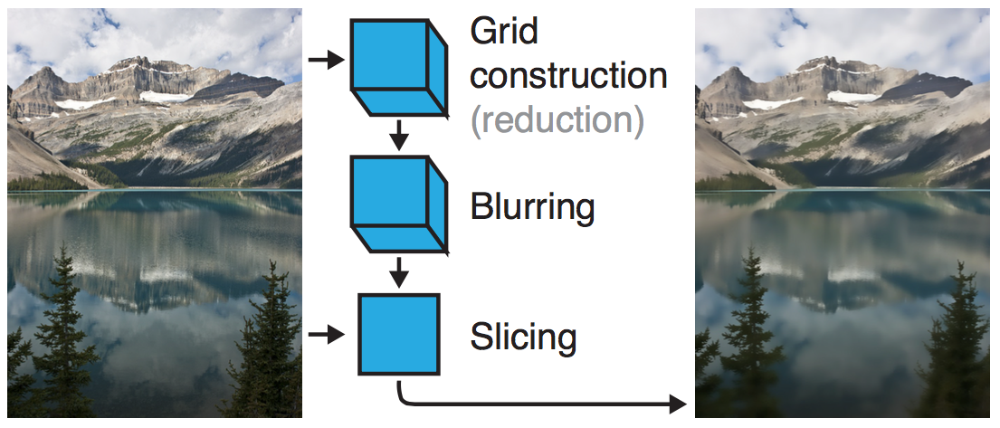 Grid
construction
(reduction)
Blurring
Slicing